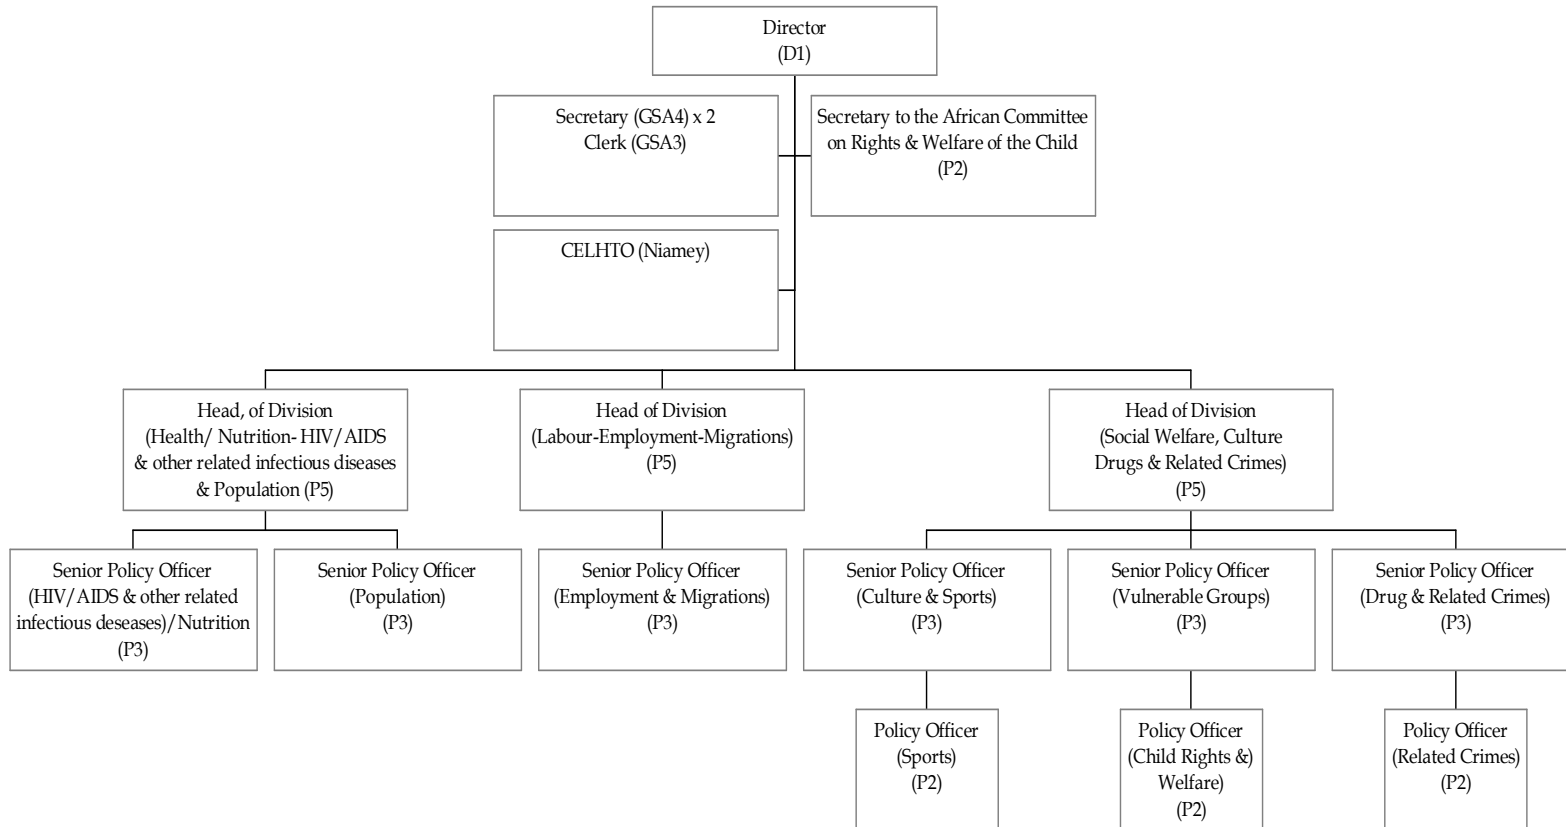 Director
(D1)
Secretary (GSA4) x 2
Clerk (GSA3)
Secretary to the African Committee
on Rights & Welfare of the Child
(P2)
CELHTO (Niamey)
Head, of Division
(Health/ Nutrition- HIV/AIDS
& other related infectious diseases
& Population (P5)
Head of Division
(Labour-Employment-Migrations)
(P5)
Head of Division
(Social Welfare, Culture
Drugs & Related Crimes)
(P5)
Senior Policy Officer
(HIV/AIDS & other related
infectious deseases)/Nutrition
(P3)
Senior Policy Officer
(Population)
(P3)
Senior Policy Officer
(Employment & Migrations)
(P3)
Senior Policy Officer
(Culture & Sports)
(P3)
Senior Policy Officer
(Vulnerable Groups)
(P3)
Senior Policy Officer
(Drug & Related Crimes)
(P3)
Policy Officer
(Sports)
(P2)
Policy Officer
(Child Rights &)
Welfare)
(P2)
Policy Officer
(Related Crimes)
(P2)